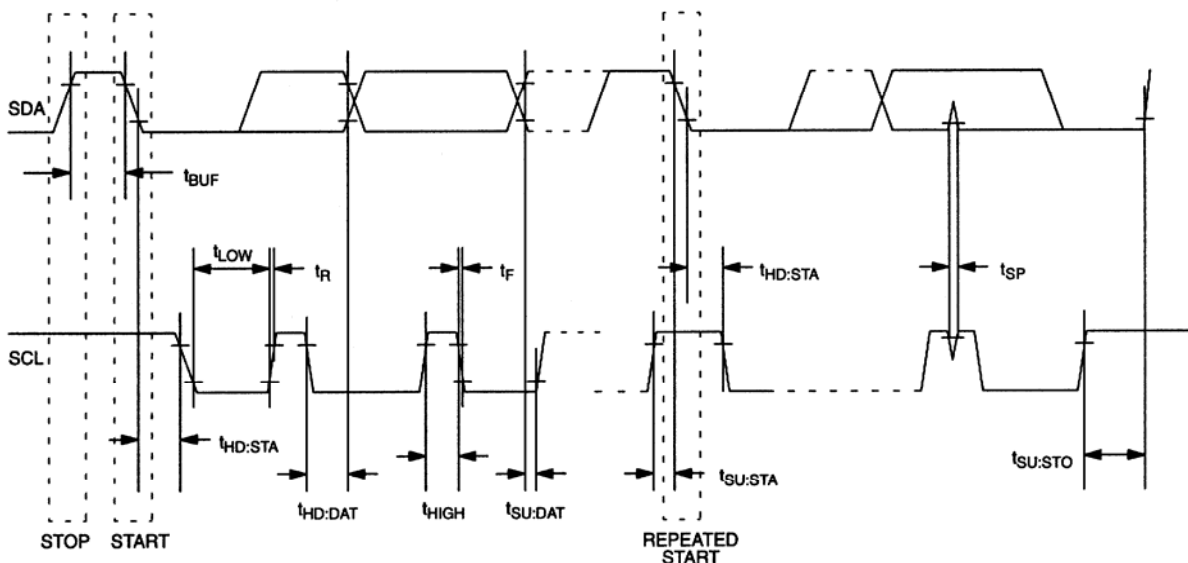 SDA
tBUF
tLOW
tR
tF
tHD:STA
tSP
SCL
tHD:STA
tHD:DAT
tHIGH
tSU:DAT
tSU:STA
tSU:STO
STOP
START
REPEATED
START